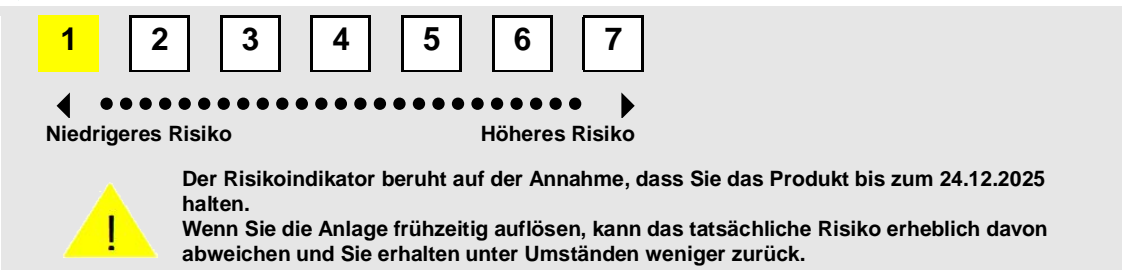 1 2 3 4 5 6 7
Niedrigeres Risiko Höheres Risiko
Der Risikoindikator beruht auf der Annahme, dass Sie das Produkt bis zum 24.12.2025
halten.
Wenn Sie die Anlage frühzeitig auflösen, kann das tatsächliche Risiko erheblich davon
abweichen und Sie erhalten unter Umständen weniger zurück.
!